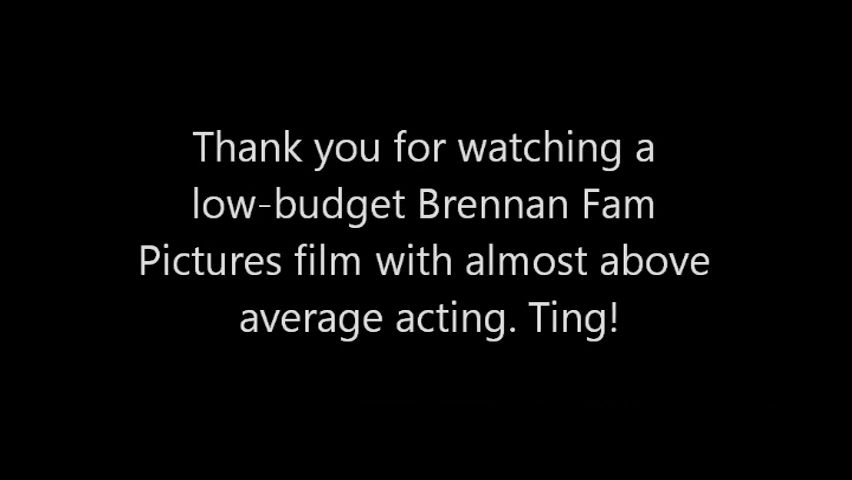 Thank you for watching a
low-budget Brennan Fam
Pictures film with almost above
average acting. Ting!